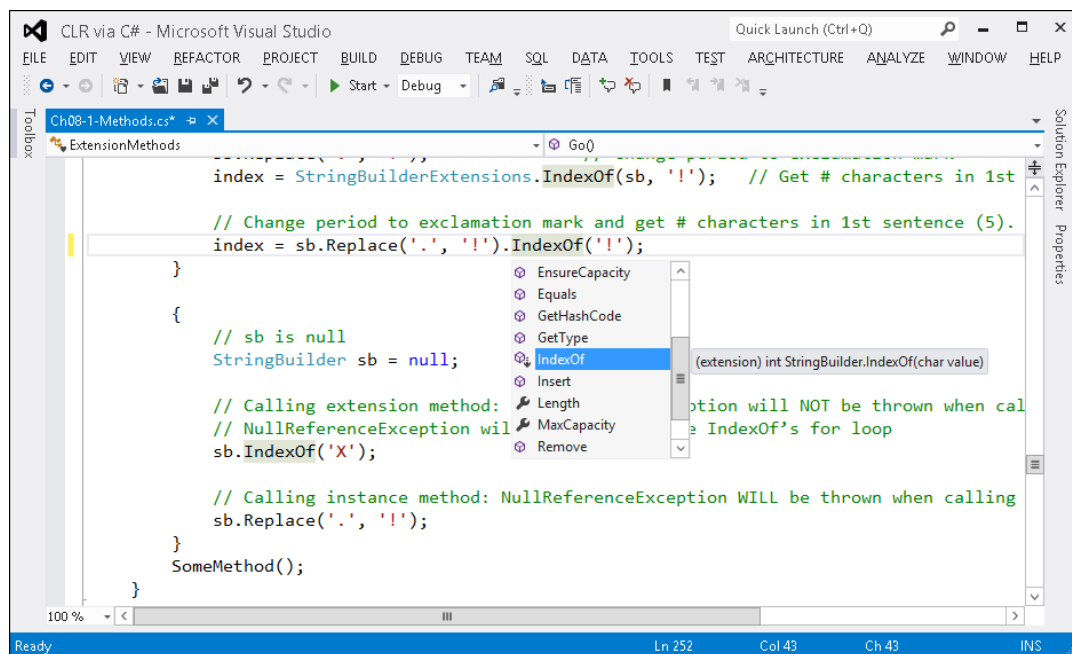 CLR via C# - Microsoft Visual Studio
Quick Launch (Ctrl+Q)
FILE EDIT VIEW REFACTOR PROJECT BUILD DEBUG TEAM SQL DATA TOOLS TEST ARCHITECTURE ANALYZE WINDOW HELP
Start Debug
Toolbox
Ch08-1-Methods.cs*
ExtensionMethods
Go()
index = StringBuilderExtensions.IndexOf(sb, '!'); // Get # characters in 1st
// Change period to exclamation mark and get # characters in 1st sentence (5).
index = sb.Replace('.', '!').IndexOf('!');
}
{
// sb is null
StringBuilder sb = null;
// Calling extension method: ption will NOT be thrown when cal
// NullReferenceException wil e IndexOf's for loop
sb.IndexOf('X');
// Calling instance method: NullReferenceException WILL be thrown when calling
sb.Replace('.', '!');
}
SomeMethod();
}
EnsureCapacity
Equals
GetHashCode
GetType
IndexOf
Insert
Length
MaxCapacity
Remove
(extension) int StringBuilder.IndexOf(char value)
Solution Explorer
Properties
100 %
Ready Ln 252 Col 43 Ch 43 INS